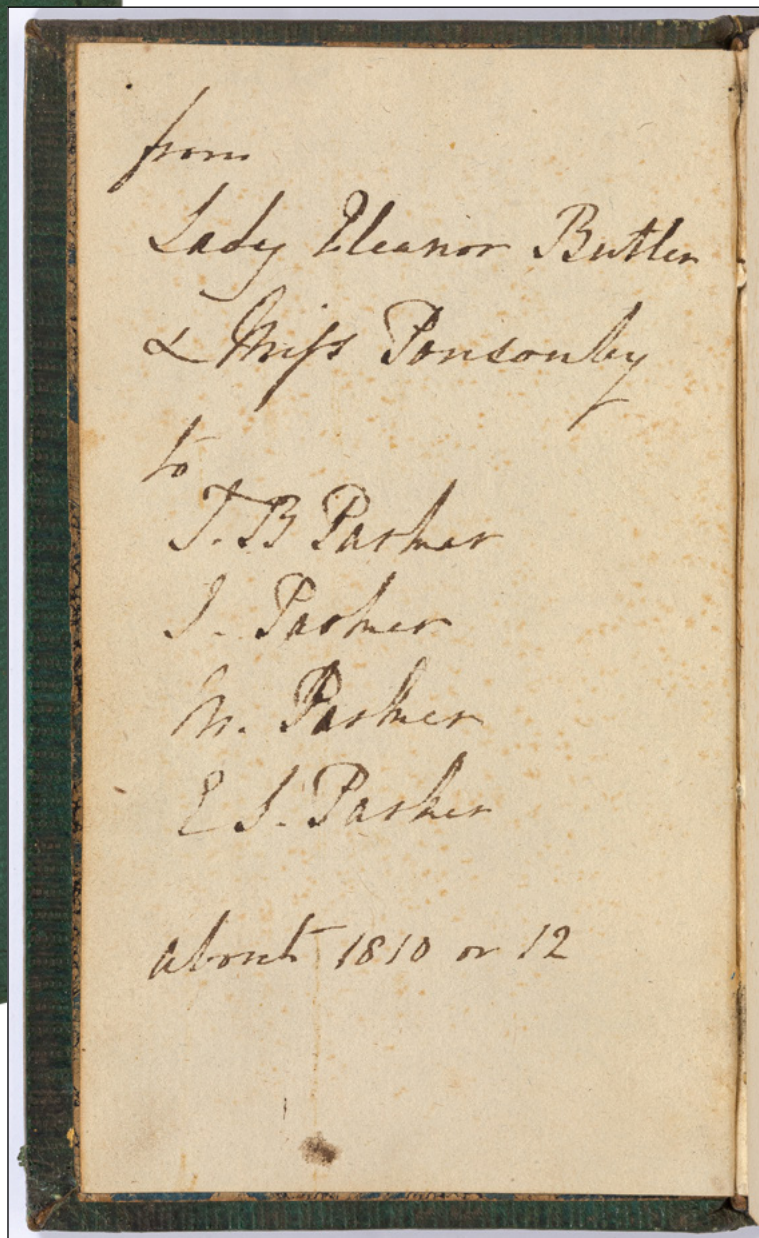 from
Lady Eleanor Butler
& Miſs Ponsonby
to
T. B Parker
J. Parker
M. Parker
E S. Parker
about 1810 or 12